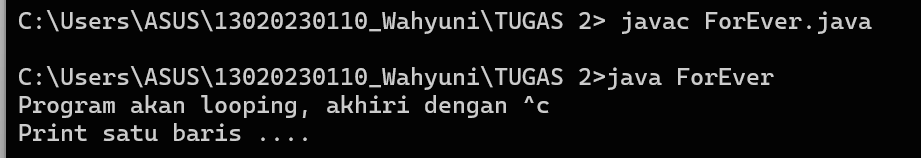 C:\Users\ASUS\13020230110_Wahyuni\TUGAS 2> javac ForEver.java
C:\Users\ASUS\13020230110_Wahyuni\TUGAS 2>java ForEver
Program akan looping, akhiri dengan ^c
Print satu baris ....